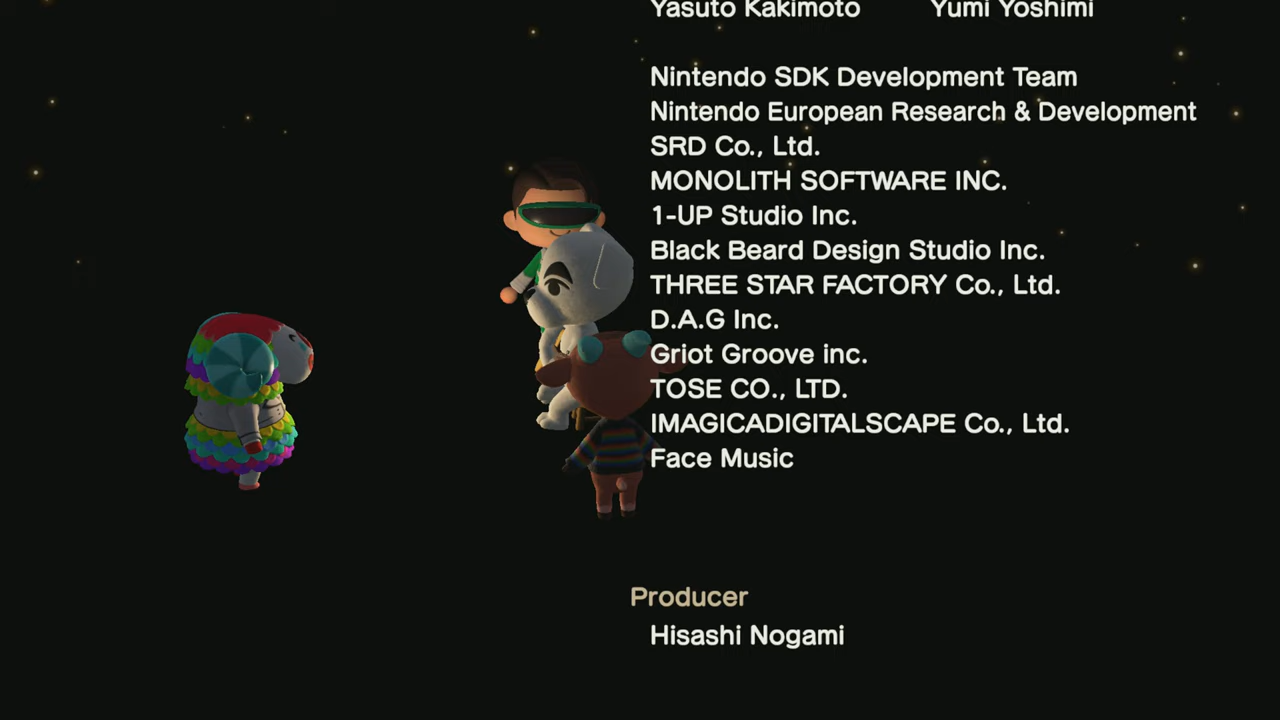 Yasuto Kakimoto Yumi Yoshimi
Nintendo SDK Development Team
Nintendo European Research & Development
SRD Co., Ltd.
MONOLITH SOFTWARE INC.
1-UP Studio Inc.
Black Beard Design Studio Inc.
THREE STAR FACTORY Co., Ltd.
D.A.G Inc.
Griot Groove inc.
TOSE CO., LTD.
IMAGICADIGITALSCAPE Co., Ltd.
Face Music
Producer
Hisashi Nogami